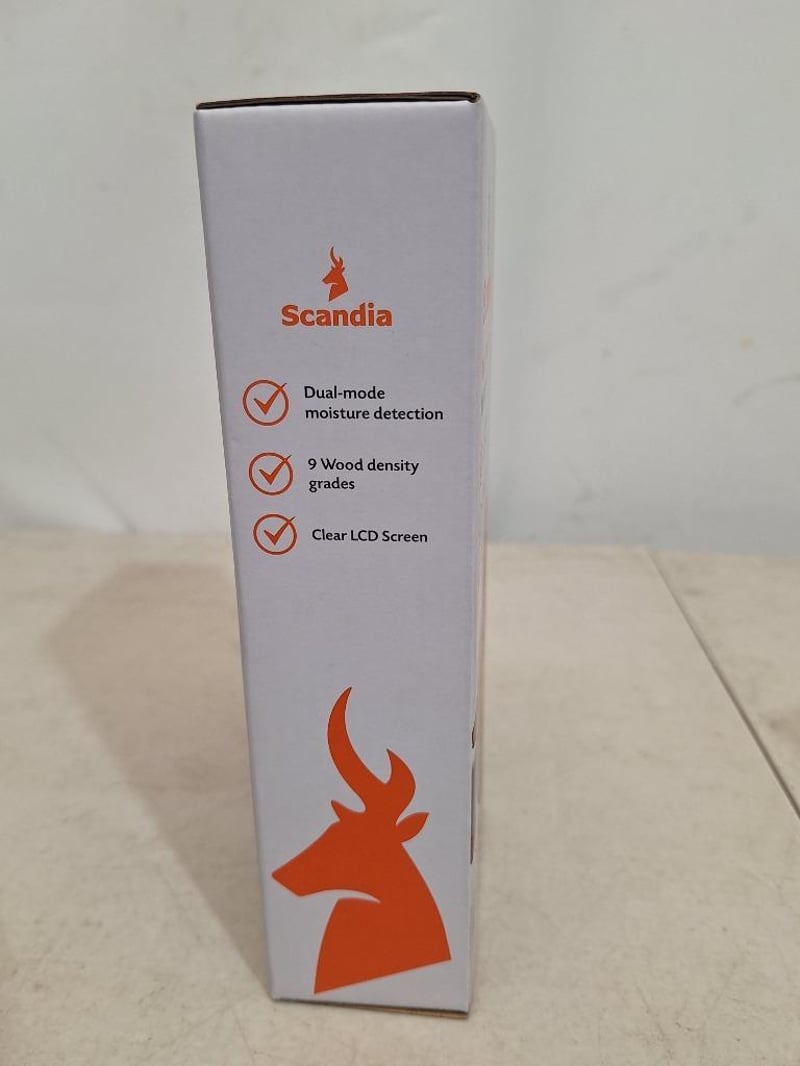 Scandia
Dual-mode
moisture detection
9 Wood density
grades
Clear LCD Screen